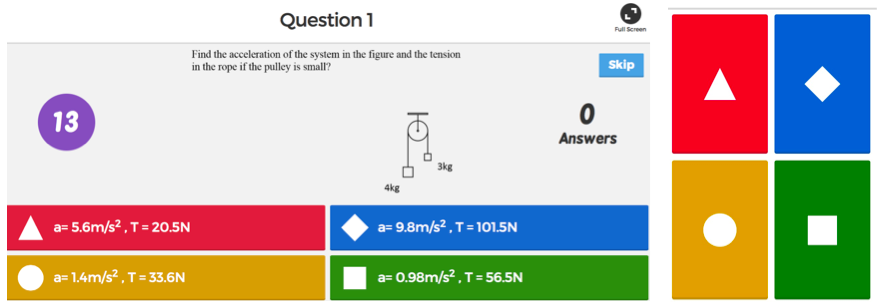 Question 1
Full Screen
Find the acceleration of the system in the figure and the tension
in the rope if the pulley is small?
Skip
13
0
Answers
3kg
4kg
a= 5.6m/s² , T = 20.5N
a= 9.8m/s² , T = 101.5N
a= 1.4m/s² , T = 33.6N
a= 0.98m/s² , T = 56.5N